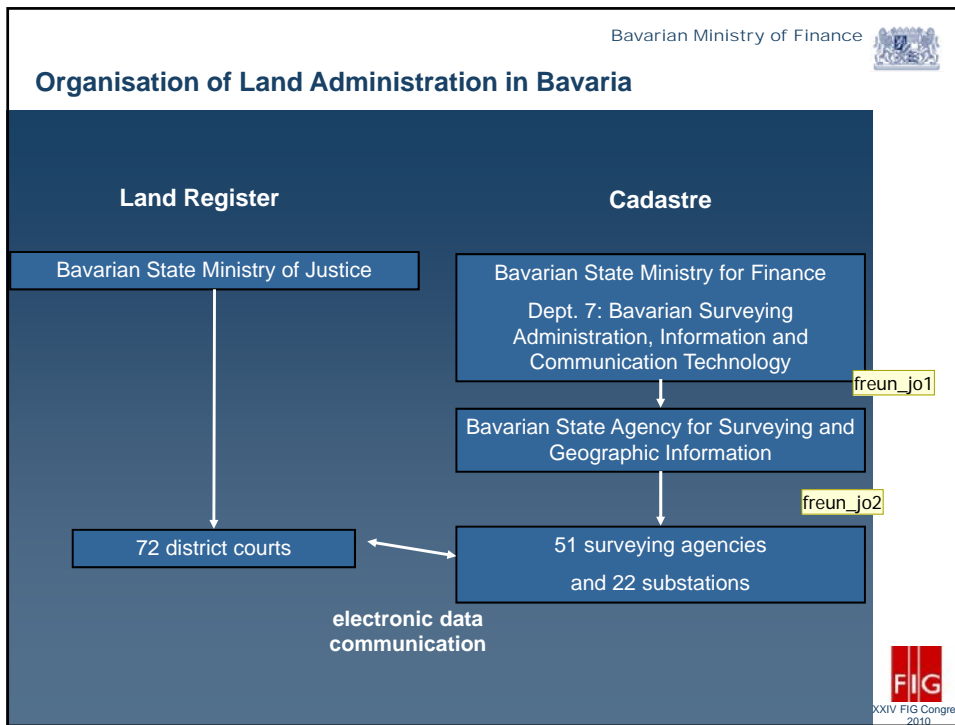 Bavarian Ministry of Finance
Organisation of Land Administration in Bavaria
Land Register
Cadastre
Bavarian State Ministry of Justice
Bavarian State Ministry for Finance
Dept. 7: Bavarian Surveying
Administration, Information and
Communication Technology
freun_jo1
Bavarian State Agency for Surveying and
Geographic Information
freun_jo2
72 district courts
51 surveying agencies
and 22 substations
electronic data
communication
FIG
XXIV FIG Congre
2010